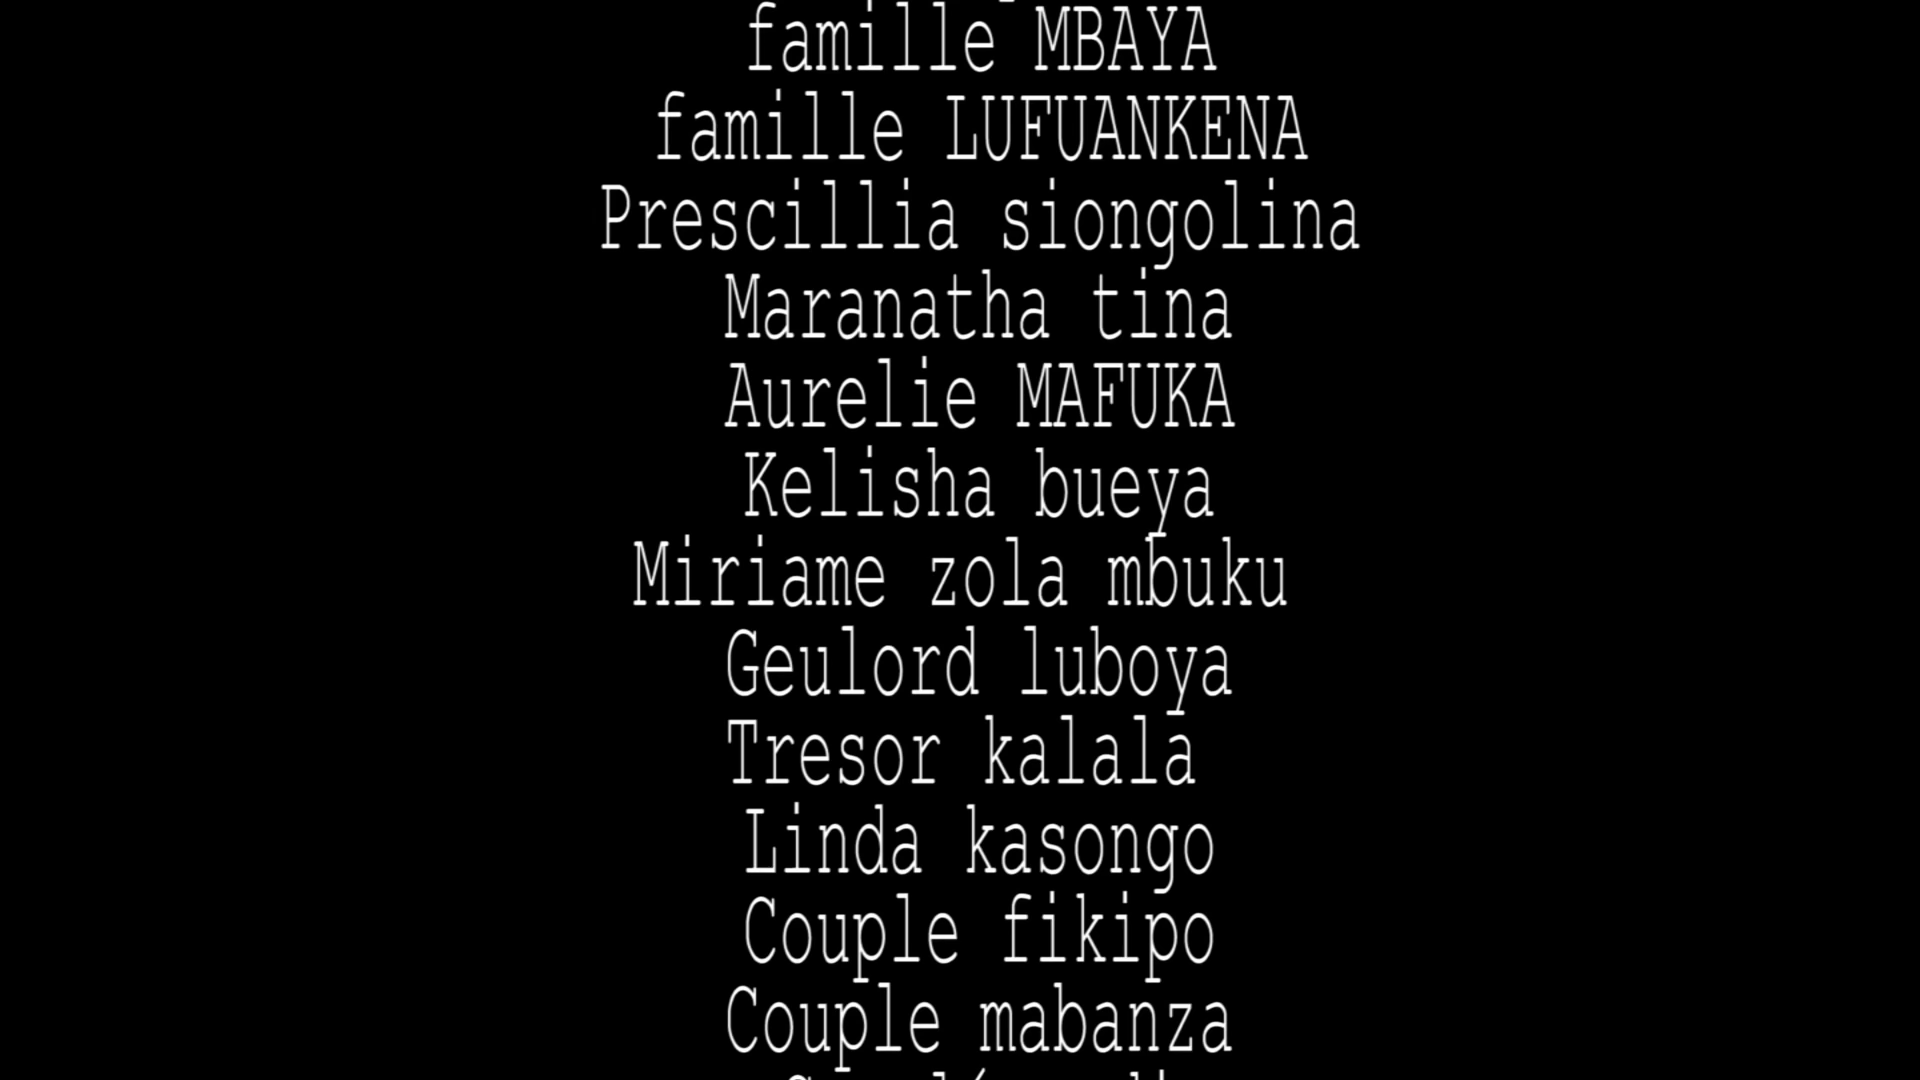 famille MBAYA
famille LUFUANKENA
Prescillia siongolina
Maranatha tina
Aurelie MAFUKA
Kelisha bueya
Miriame zola mbuku
Geulord luboya
Tresor kalala
Linda kasongo
Couple fikipo
Couple mabanza